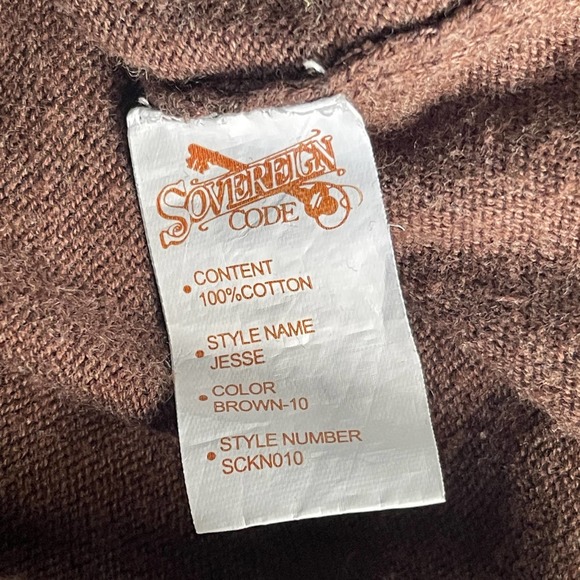 SOVEREIGN
CODE
• CONTENT
100%COTTON
• STYLE NAME
JESSE
• COLOR
BROWN-10
• STYLE NUMBER
SCKN010